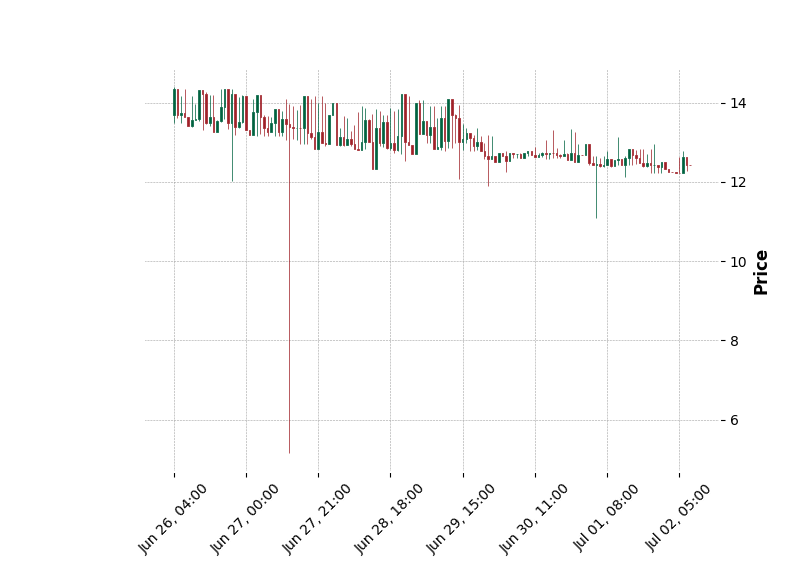 14
12
10
8
6
Price
Jun 26, 04:00
Jun 27, 00:00
Jun 27, 21:00
Jun 28, 18:00
Jun 29, 15:00
Jun 30, 11:00
Jul 01, 08:00
Jul 02, 05:00